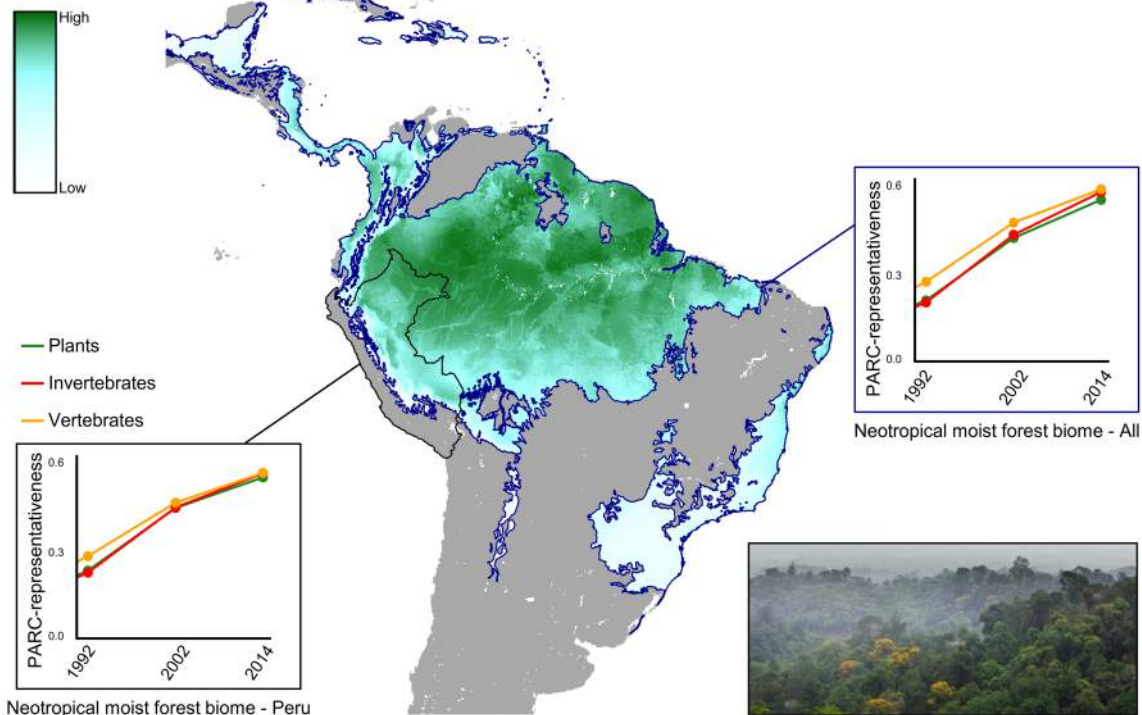 High
Low
Plants
Invertebrates
Vertebrates
PARC-representativeness
0.6
0.3
0.0
1992
2002
2014
Neotropical moist forest biome - All
PARC-representativeness
0.6
0.3
0.0
1992
2002
2014
Neotropical moist forest biome - Peru